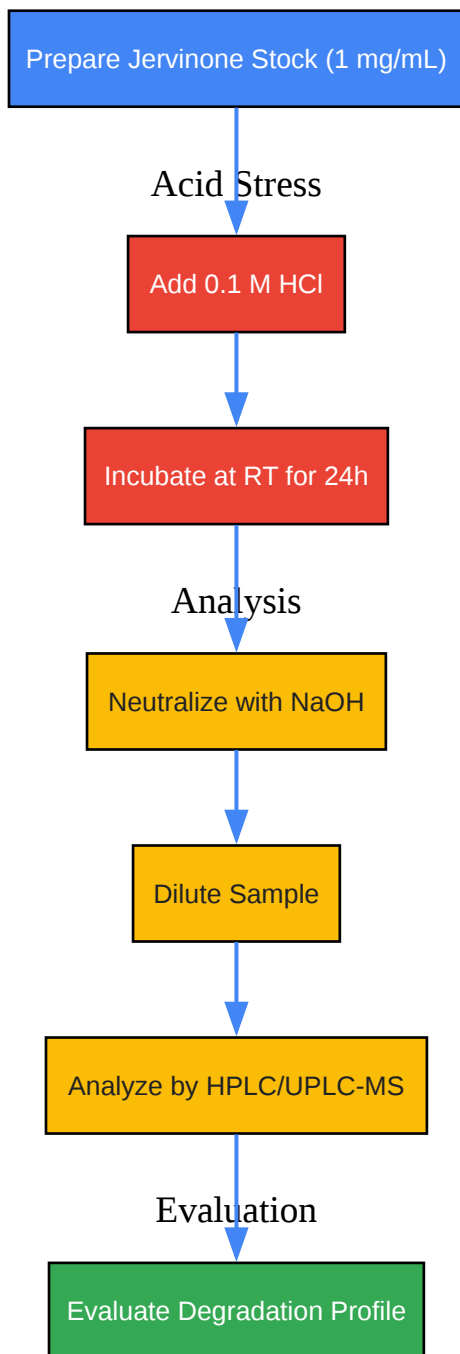 Prepare Jervinone Stock (1 mg/mL)
Acid Stress
Add 0.1 M HCl
Incubate at RT for 24h
Analysis
Neutralize with NaOH
Dilute Sample
Analyze by HPLC/UPLC-MS
Evaluation
Evaluate Degradation Profile